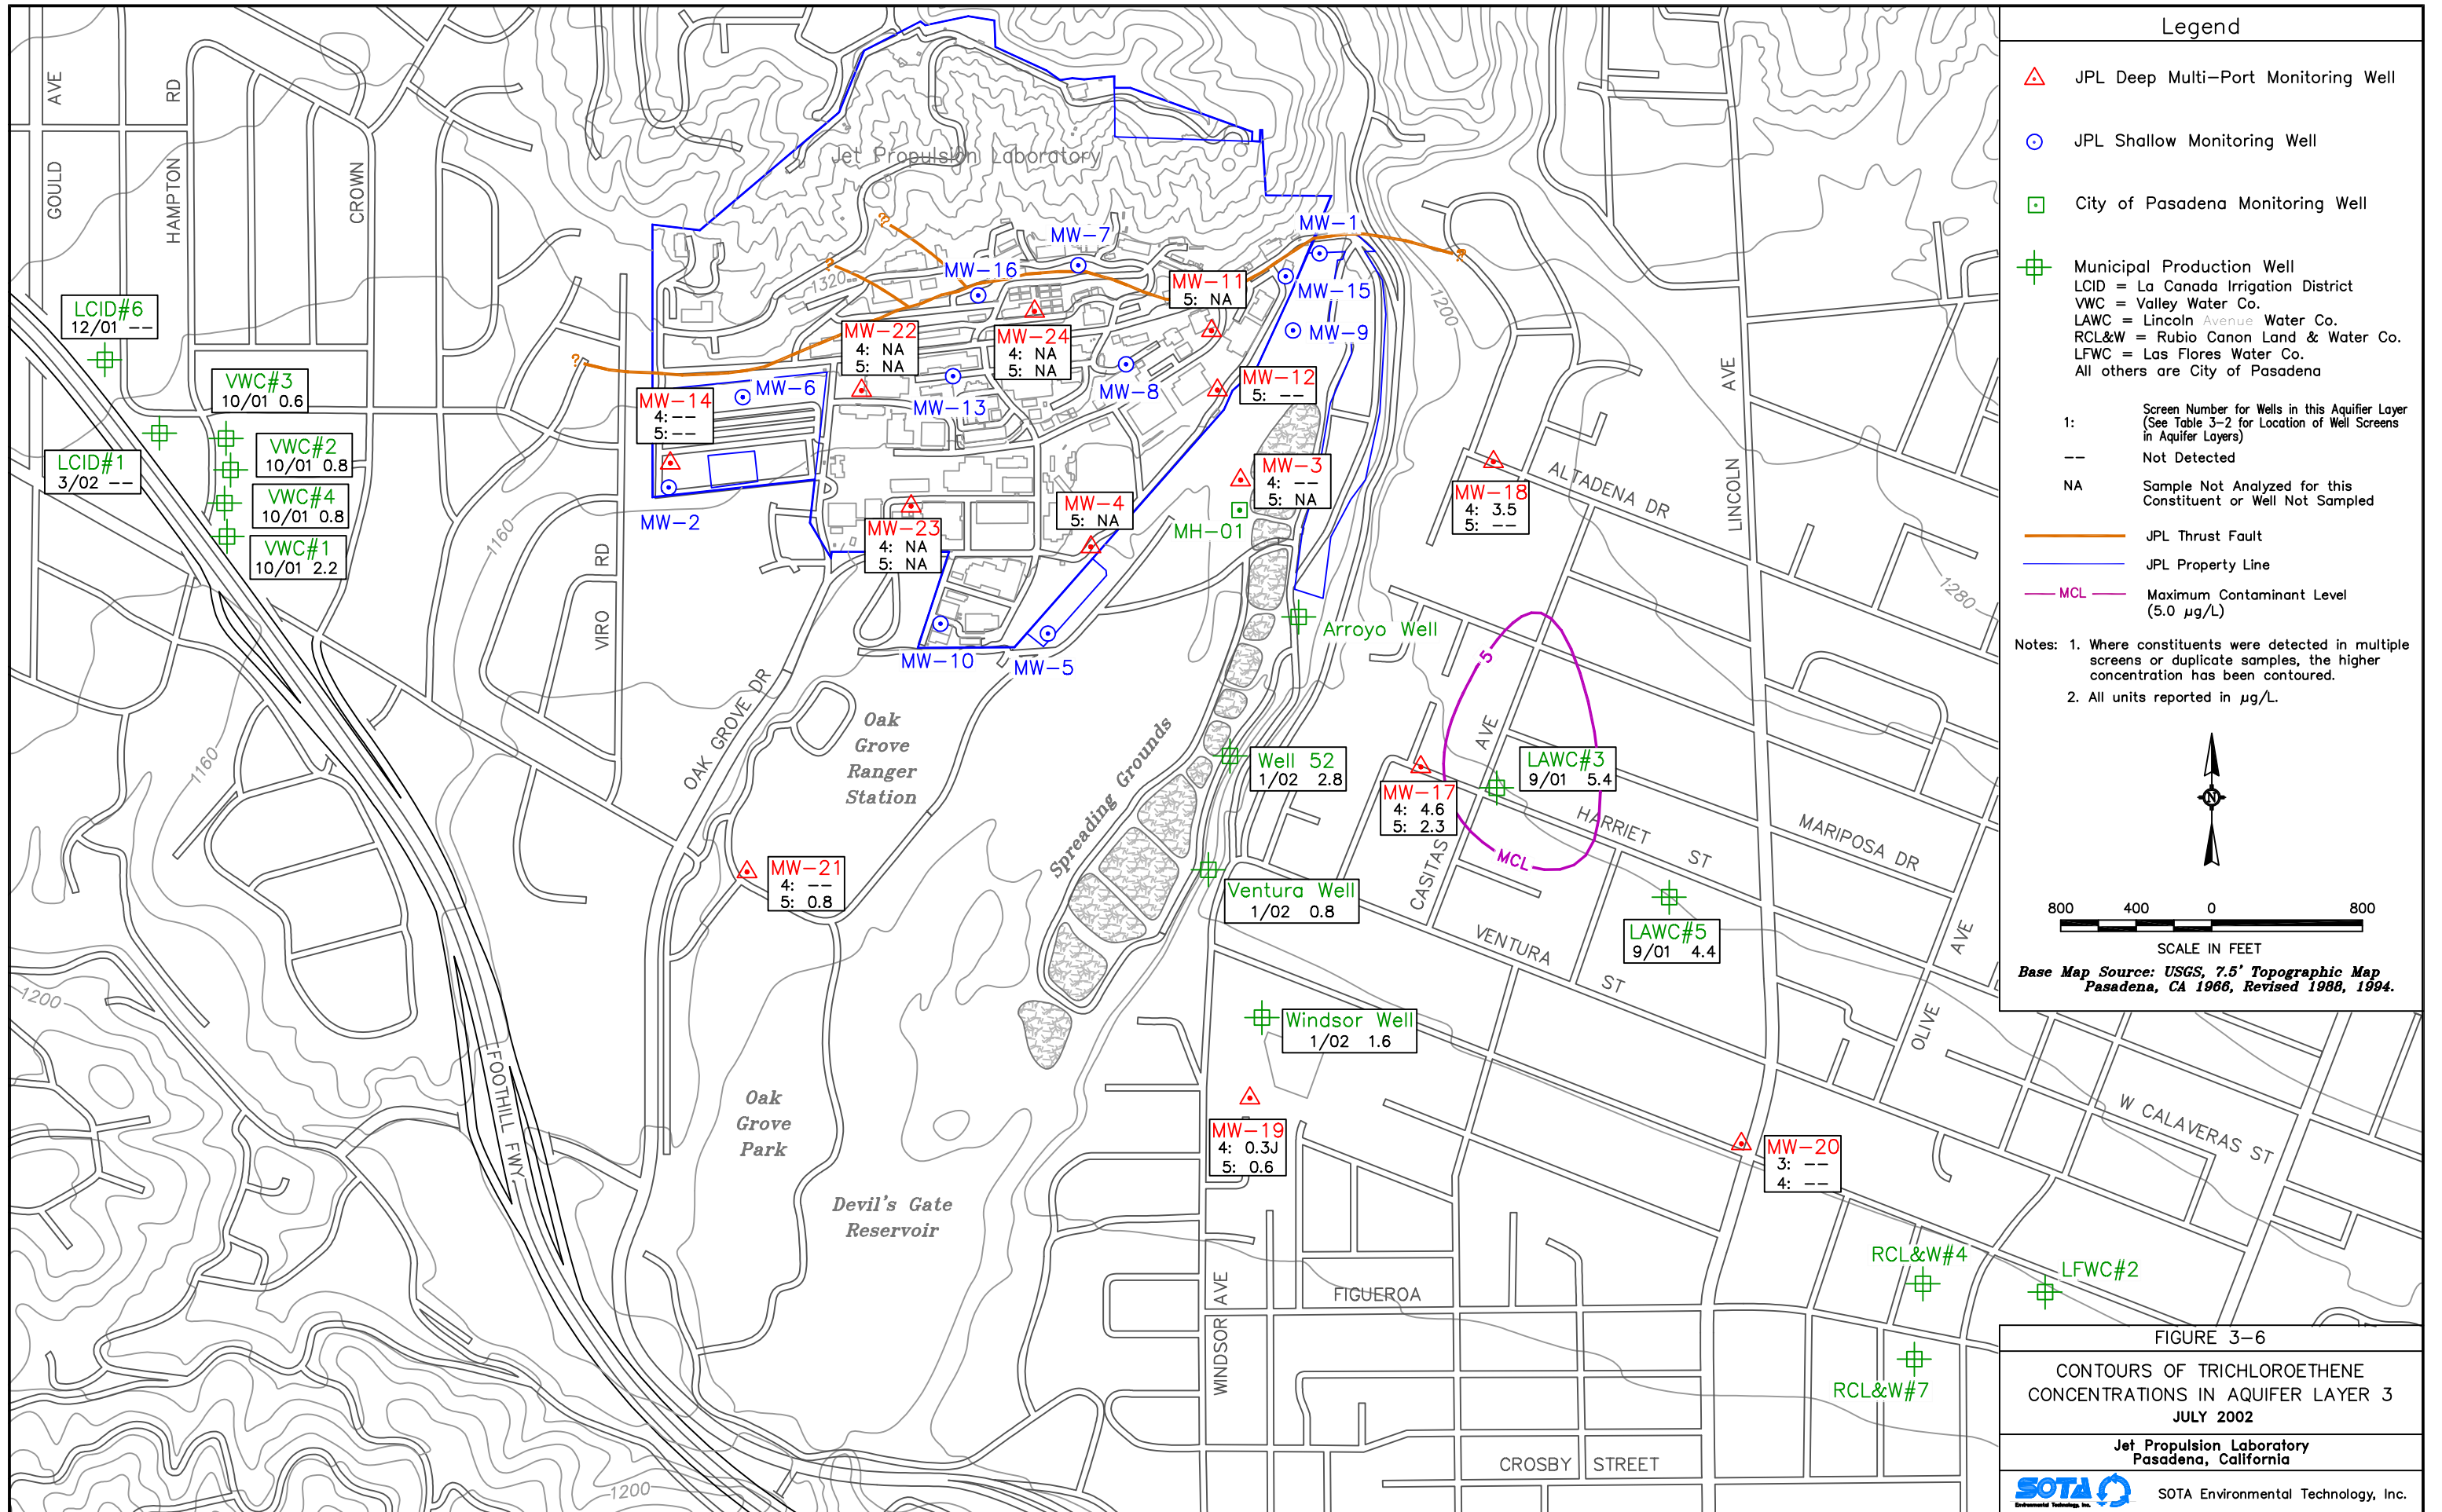 Legend
JPL Deep Multi-Port Monitoring Well
JPL Shallow Monitoring Well
City of Pasadena Monitoring Well
Municipal Production Well
LCID = La Canada Irrigation District
VWC = Valley Water Co.
LAWC = Lincoln Avenue Water Co.
RCL&W = Rubio Canon Land & Water Co.
LFWC = Las Flores Water Co.
All others are City of Pasadena
1: Screen Number for Wells in this Aquifier Layer
(See Table 3-2 for Location of Well Screens
in Aquifer Layers)
-- Not Detected
NA Sample Not Analyzed for this
Constituent or Well Not Sampled
JPL Thrust Fault
JPL Property Line
MCL Maximum Contaminant Level
(5.0 µg/L)
Notes: 1. Where constituents were detected in multiple
screens or duplicate samples, the higher
concentration has been contoured.
2. All units reported in µg/L.
N
800 400 0 800
SCALE IN FEET
Base Map Source: USGS, 7.5' Topographic Map
Pasadena, CA 1966, Revised 1988, 1994.
FIGURE 3-6
CONTOURS OF TRICHLOROETHENE
CONCENTRATIONS IN AQUIFER LAYER 3
JULY 2002
Jet Propulsion Laboratory
Pasadena, California
SOTA
Environmental Technology, Inc.
SOTA Environmental Technology, Inc.
GOULD AVE
HAMPTON RD
CROWN
Jet Propulsion Laboratory
LCID#6
12/01 --
VWC#3
10/01 0.6
VWC#2
10/01 0.8
LCID#1
3/02 --
VWC#4
10/01 0.8
VWC#1
10/01 2.2
?
?
?
?
?
1320
MW-7
MW-1
MW-16
MW-11
5: NA
MW-15
MW-9
MW-22
4: NA
5: NA
MW-24
4: NA
5: NA
MW-12
5: --
MW-6
MW-13
MW-8
MW-14
4:--
5:--
MW-3
4: --
5: NA
MW-4
5: NA
MW-2
MW-23
4: NA
5: NA
MH-01
MW-18
4: 3.5
5: --
MW-10
MW-5
Arroyo Well
1200
1280
1160
1160
VIRO RD
ALTADENA DR
LINCOLN AVE
OAK GROVE DR
Oak
Grove
Ranger
Station
Spreading Grounds
5
MCL
Well 52
1/02 2.8
LAWC#3
9/01 5.4
MW-17
4: 4.6
5: 2.3
CASITAS AVE
HARRIET ST
MARIPOSA DR
MW-21
4: --
5: 0.8
Ventura Well
1/02 0.8
LAWC#5
9/01 4.4
VENTURA ST
OLIVE AVE
Windsor Well
1/02 1.6
1200
FOOTHILL FWY
Oak
Grove
Park
MW-19
4: 0.3J
5: 0.6
MW-20
3: --
4: --
W CALAVERAS ST
Devil's Gate
Reservoir
RCL&W#4
LFWC#2
FIGUEROA
WINDSOR AVE
RCL&W#7
CROSBY STREET
1200